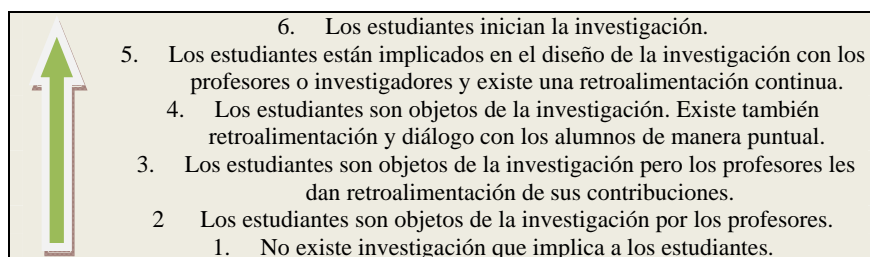 6. Los estudiantes inician la investigación.
5. Los estudiantes están implicados en el diseño de la investigación con los
profesores o investigadores y existe una retroalimentación continua.
4. Los estudiantes son objetos de la investigación. Existe también
retroalimentación y diálogo con los alumnos de manera puntual.
3. Los estudiantes son objetos de la investigación pero los profesores les
dan retroalimentación de sus contribuciones.
2 Los estudiantes son objetos de la investigación por los profesores.
1. No existe investigación que implica a los estudiantes.